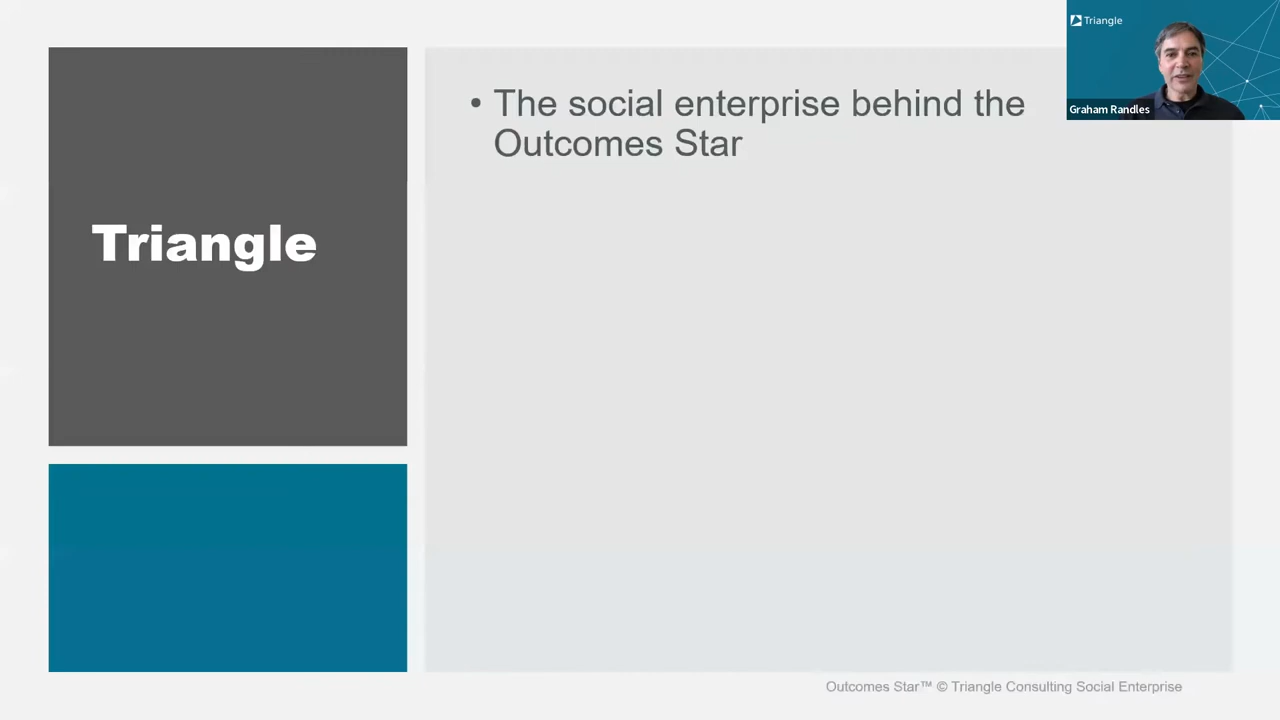 Triangle
Graham Randles
Triangle
• The social enterprise behind the
Outcomes Star
Outcomes Star™ © Triangle Consulting Social Enterprise